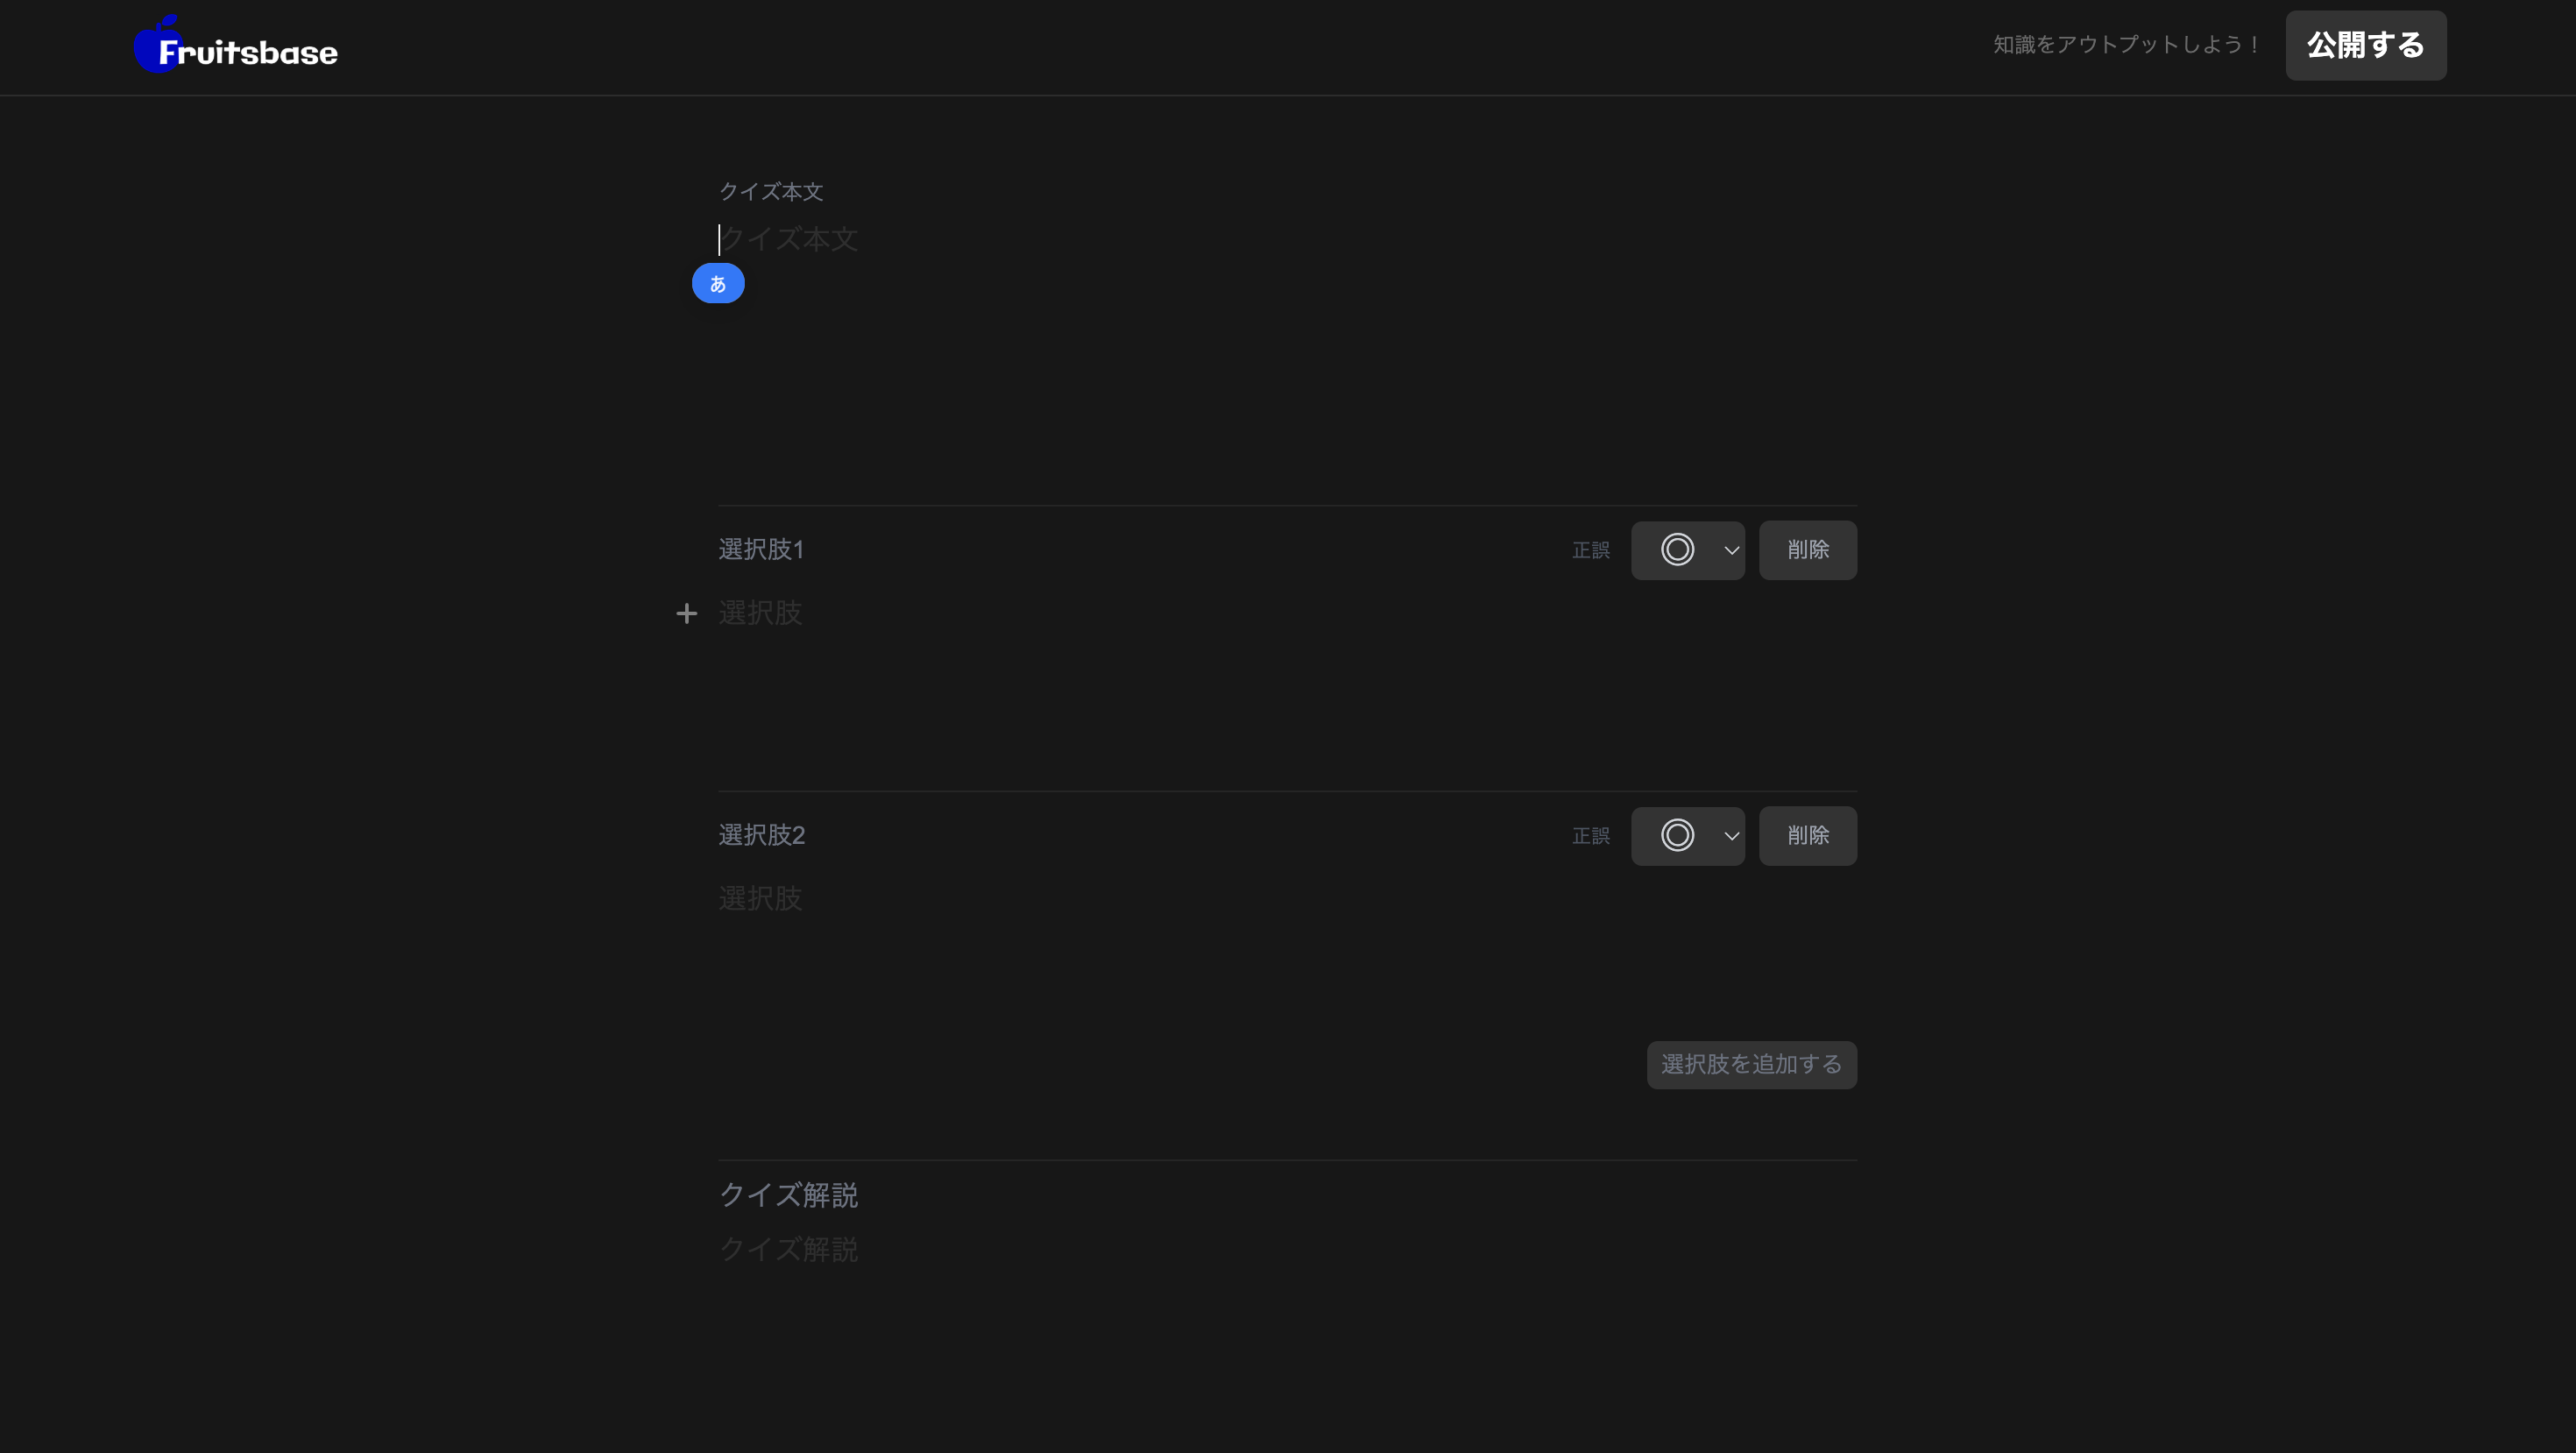 Fruitsbase
知識をアウトプットしよう！
公開する
クイズ本文
クイズ本文
あ
選択肢1
正誤
◎
削除
選択肢
選択肢2
正誤
◎
削除
選択肢
選択肢を追加する
クイズ解説
クイズ解説